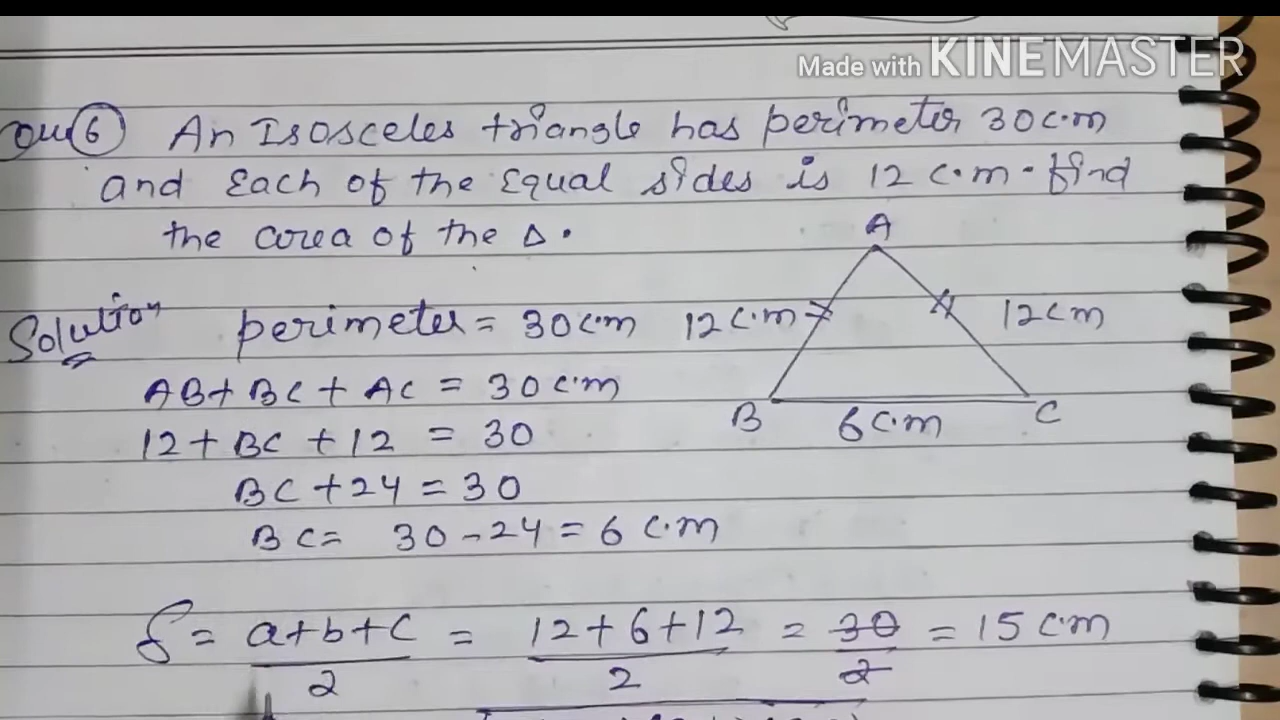 Made with KINEMASTER
Que 6 An Isosceles triangle has perimeter 30 c.m
and Each of the Equal sides is 12 c.m. find
the area of the Δ.
A
Solution perimeter = 30 c.m 12 c.m 12 cm
AB + BC + AC = 30 c.m
B 6 c.m C
12 + BC + 12 = 30
BC + 24 = 30
BC = 30 - 24 = 6 c.m
= a+b+c / 2 = 12+6+12 / 2 = 30 / 2 = 15 c.m